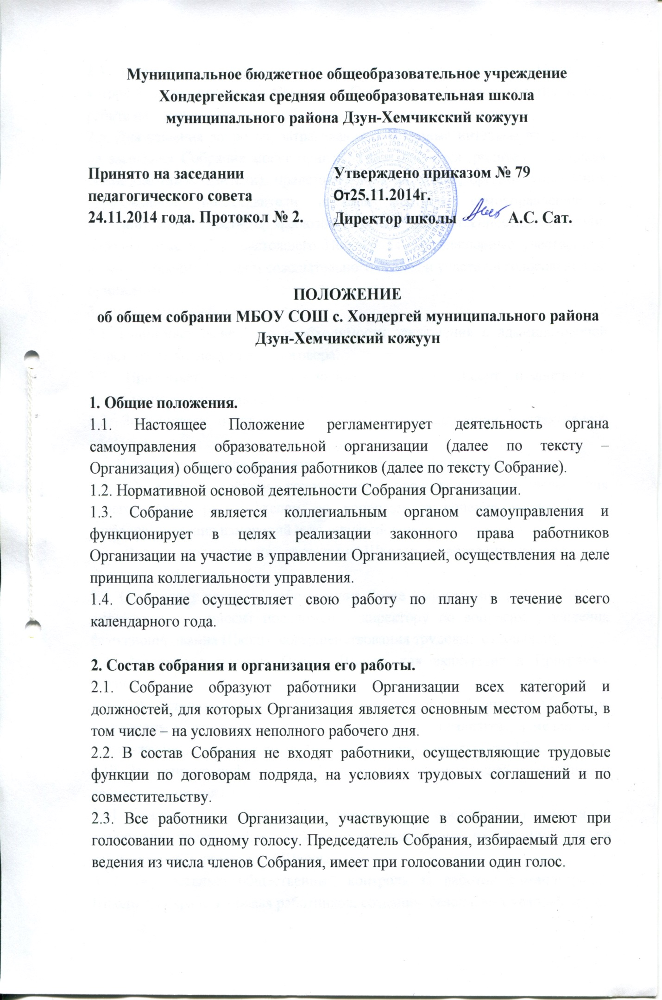 Муниципальное бюджетное общеобразовательное учреждение
Хондергейская средняя общеобразовательная школа
муниципального района Дзун-Хемчикский кожуун
Принято на заседании
педагогического совета
24.11.2014 года. Протокол № 2.
Утверждено приказом № 79
От25.11.2014г.
Директор школы А.С. Сат.
РЕСПУБЛИКА ТЫВА
ПОЛОЖЕНИЕ
об общем собрании МБОУ СОШ с. Хондергей муниципального района
Дзун-Хемчикский кожуун
1. Общие положения.
1.1. Настоящее Положение регламентирует деятельность органа
самоуправления образовательной организации (далее по тексту –
Организация) общего собрания работников (далее по тексту Собрание).
1.2. Нормативной основой деятельности Собрания Организации.
1.3. Собрание является коллегиальным органом самоуправления и
функционирует в целях реализации законного права работников
Организации на участие в управлении Организацией, осуществления на деле
принципа коллегиальности управления.
1.4. Собрание осуществляет свою работу по плану в течение всего
календарного года.
2. Состав собрания и организация его работы.
2.1. Собрание образуют работники Организации всех категорий и
должностей, для которых Организация является основным местом работы, в
том числе – на условиях неполного рабочего дня.
2.2. В состав Собрания не входят работники, осуществляющие трудовые
функции по договорам подряда, на условиях трудовых соглашений и по
совместительству.
2.3. Все работники Организации, участвующие в собрании, имеют при
голосовании по одному голосу. Председатель Собрания, избираемый для его
ведения из числа членов Собрания, имеет при голосовании один голос.